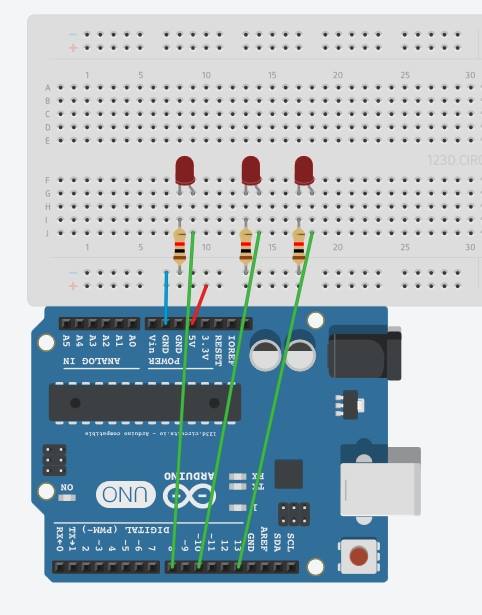 − −
+ +
1 5 10 15 20 25 30
A
B
C
D
E
123D.CIRC
F
G
H
I
J
1 5 10 15 20 25 30
− −
+ +
A5 A4 A3 A2 A1 A0 Vin GND GND 5V 3.3V RESET IOREF
ANALOG IN POWER
123d.circuits.io - Arduino compatible
ON
UNO
ARDUINO
RX
TX
L
DIGITAL (PWM~)
RX←0 TX→1 2 ~3 4 ~5 ~6 7 8 ~9 ~10 ~11 12 13 GND AREF SDA SCL